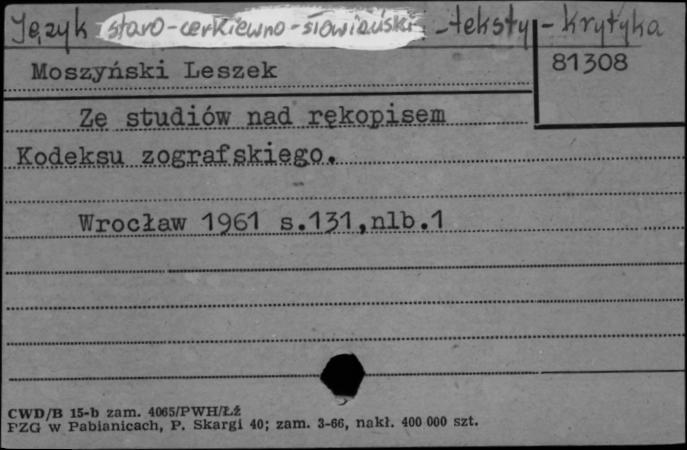 Język staro-cerkiewno-słowiański -teksty - krytyka
Moszyński Leszek
81308
Ze studiów nad rękopisem
Kodeksu zografskiego.
Wrocław 1961 s.131,nlb.1
CWD/B 15-b zam. 4065/PWH/ŁŻ
PZG w Pabianicach, P. Skargi 40; zam. 3-66, nakł. 400 000 szt.